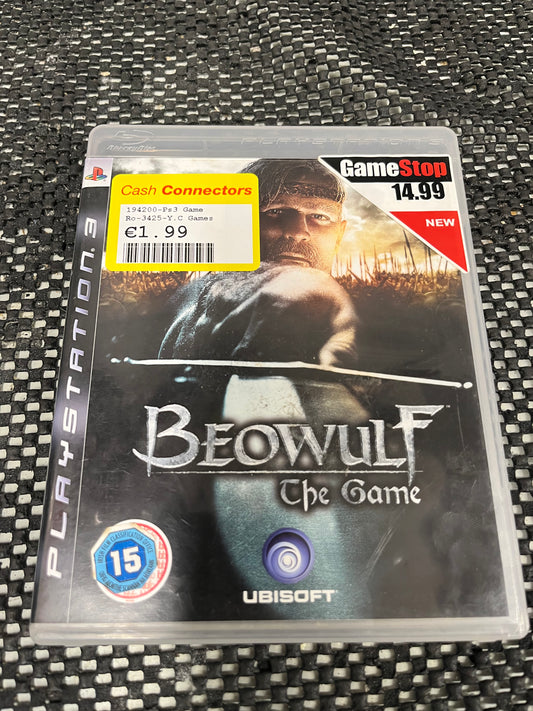 Cash Connectors
194200-Ps3 Game
Ro-3425-Y.C Games
€1.99
GameStop
14.99
NEW
PLAYSTATION 3
BEOWULF
™
The Game
15
UBISOFT